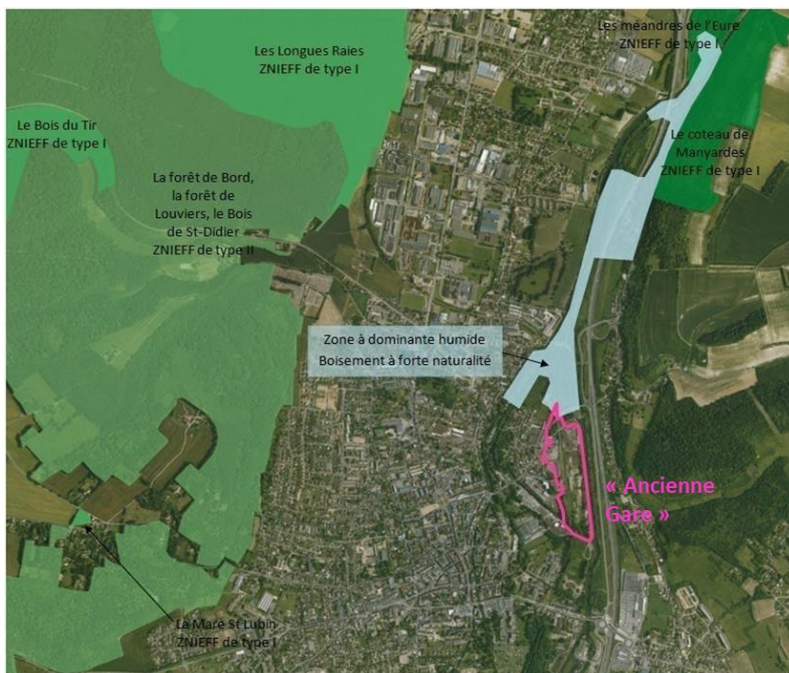 Les méandres de l'Eure
ZNIEFF de type I
Les Longues Raies
ZNIEFF de type I
Le Bois du Tir
ZNIEFF de type I
Le coteau de
Manyardes
ZNIEFF de type I
La forêt de Bord,
la forêt de
Louviers, le Bois
de St-Didier
ZNIEFF de type II
Zone à dominante humide
Boisement à forte naturalité
« Ancienne
Gare »
La Mare St Lubin
ZNIEFF de type I